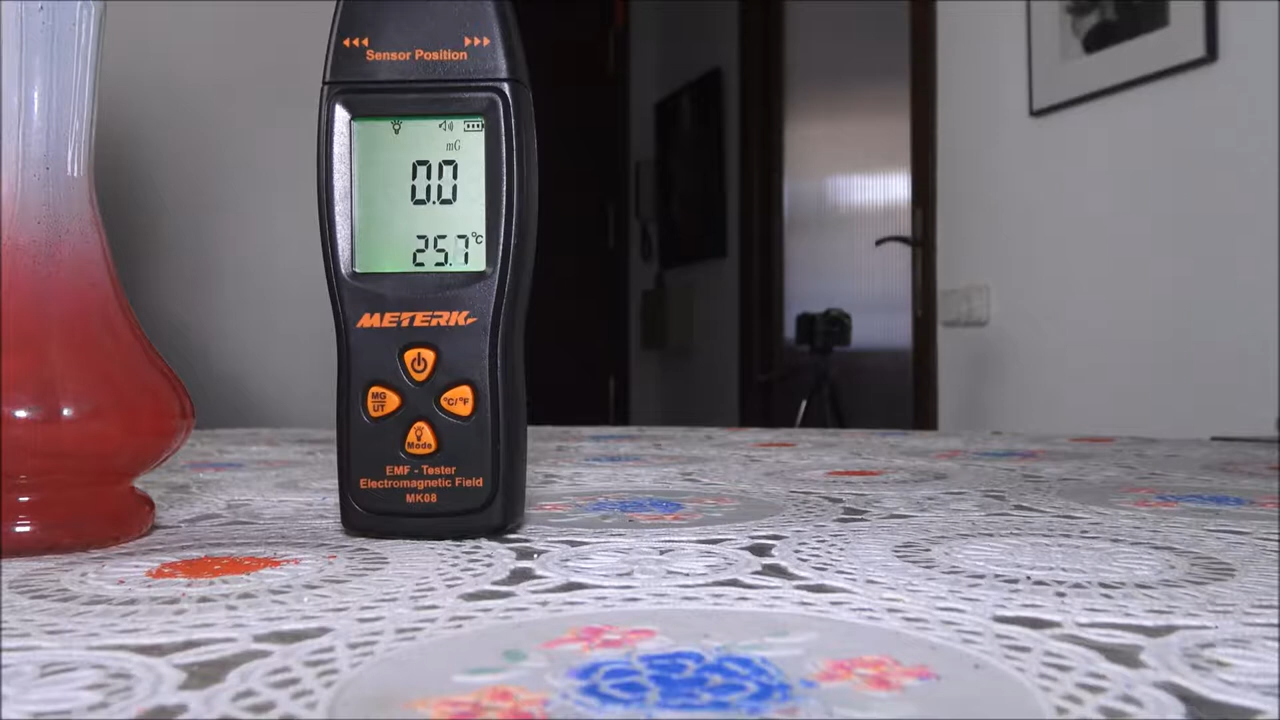 Sensor Position
mG
0.0
25.7 °C
METERK
MG
UT
°C/°F
Mode
EMF - Tester
Electromagnetic Field
MK08